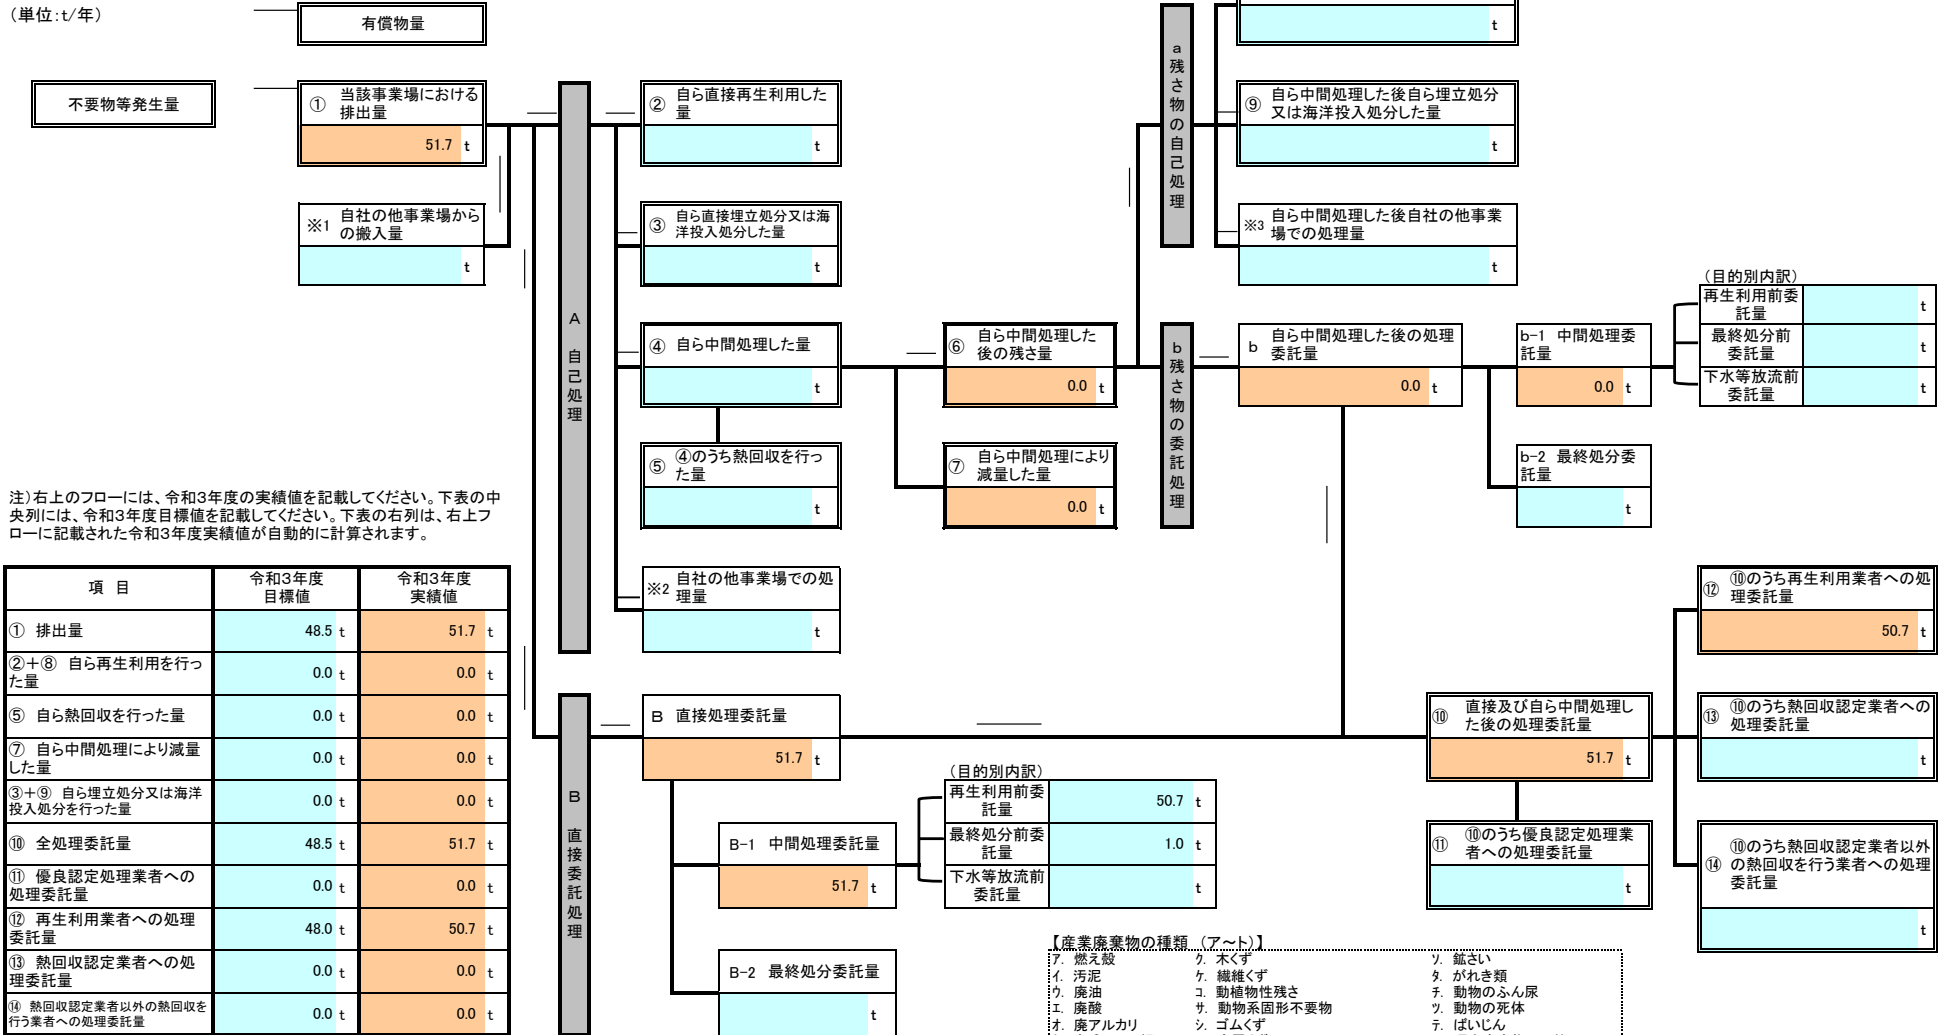 (単位:t/年)
有償物量
不要物等発生量
① 当該事業場における
排出量
51.7 t
※1 自社の他事業場から
の搬入量
t
A 自己処理
② 自ら直接再生利用した
量
t
③ 自ら直接埋立処分又は海
洋投入処分した量
t
④ 自ら中間処理した量
t
⑤ ④のうち熱回収を行っ
た量
t
※2 自社の他事業場での処
理量
t
⑥ 自ら中間処理した
後の残さ量
0.0 t
⑦ 自ら中間処理により
減量した量
0.0 t
a 残さ物の自己処理
t
⑨ 自ら中間処理した後自ら埋立処分
又は海洋投入処分した量
t
※3 自ら中間処理した後自社の他事業
場での処理量
t
b 残さ物の委託処理
b 自ら中間処理した後の処理
委託量
0.0 t
b-1 中間処理委
託量
0.0 t
b-2 最終処分委
託量
t
(目的別内訳)
再生利用前委
託量
t
最終処分前
委託量
t
下水等放流前
委託量
t
注)右上のフローには、令和3年度の実績値を記載してください。下表の中
央列には、令和3年度目標値を記載してください。下表の右列は、右上フ
ローに記載された令和3年度実績値が自動的に計算されます。
項 目 令和3年度
目標値 令和3年度
実績値
① 排出量 48.5 t 51.7 t
②+⑧ 自ら再生利用を行っ
た量 0.0 t 0.0 t
⑤ 自ら熱回収を行った量 0.0 t 0.0 t
⑦ 自ら中間処理により減量
した量 0.0 t 0.0 t
③+⑨ 自ら埋立処分又は海洋
投入処分を行った量 0.0 t 0.0 t
⑩ 全処理委託量 48.5 t 51.7 t
⑪ 優良認定処理業者への
処理委託量 0.0 t 0.0 t
⑫ 再生利用業者への処理
委託量 48.0 t 50.7 t
⑬ 熱回収認定業者への処
理委託量 0.0 t 0.0 t
⑭ 熱回収認定業者以外の熱回収を
行う業者への処理委託量 0.0 t 0.0 t
B 直接委託処理
B 直接処理委託量
51.7 t
B-1 中間処理委託量
51.7 t
B-2 最終処分委託量
t
(目的別内訳)
再生利用前委
託量
50.7 t
最終処分前委
託量
1.0 t
下水等放流前
委託量
t
⑩ 直接及び自ら中間処理し
た後の処理委託量
51.7 t
⑪ ⑩のうち優良認定処理業
者への処理委託量
t
⑫ ⑩のうち再生利用業者への処
理委託量
50.7 t
⑬ ⑩のうち熱回収認定業者への
処理委託量
t
⑭ ⑩のうち熱回収認定業者以外
の熱回収を行う業者への処理
委託量
t
【産業廃棄物の種類 (ア~ト)】
ア. 燃え殻 ク. 木くず ソ. 鉱さい
イ. 汚泥 ケ. 繊維くず タ. がれき類
ウ. 廃油 コ. 動植物性残さ チ. 動物のふん尿
エ. 廃酸 サ. 動物系固形不要物 ツ. 動物の死体
オ. 廃アルカリ シ. ゴムくず テ. ばいじん